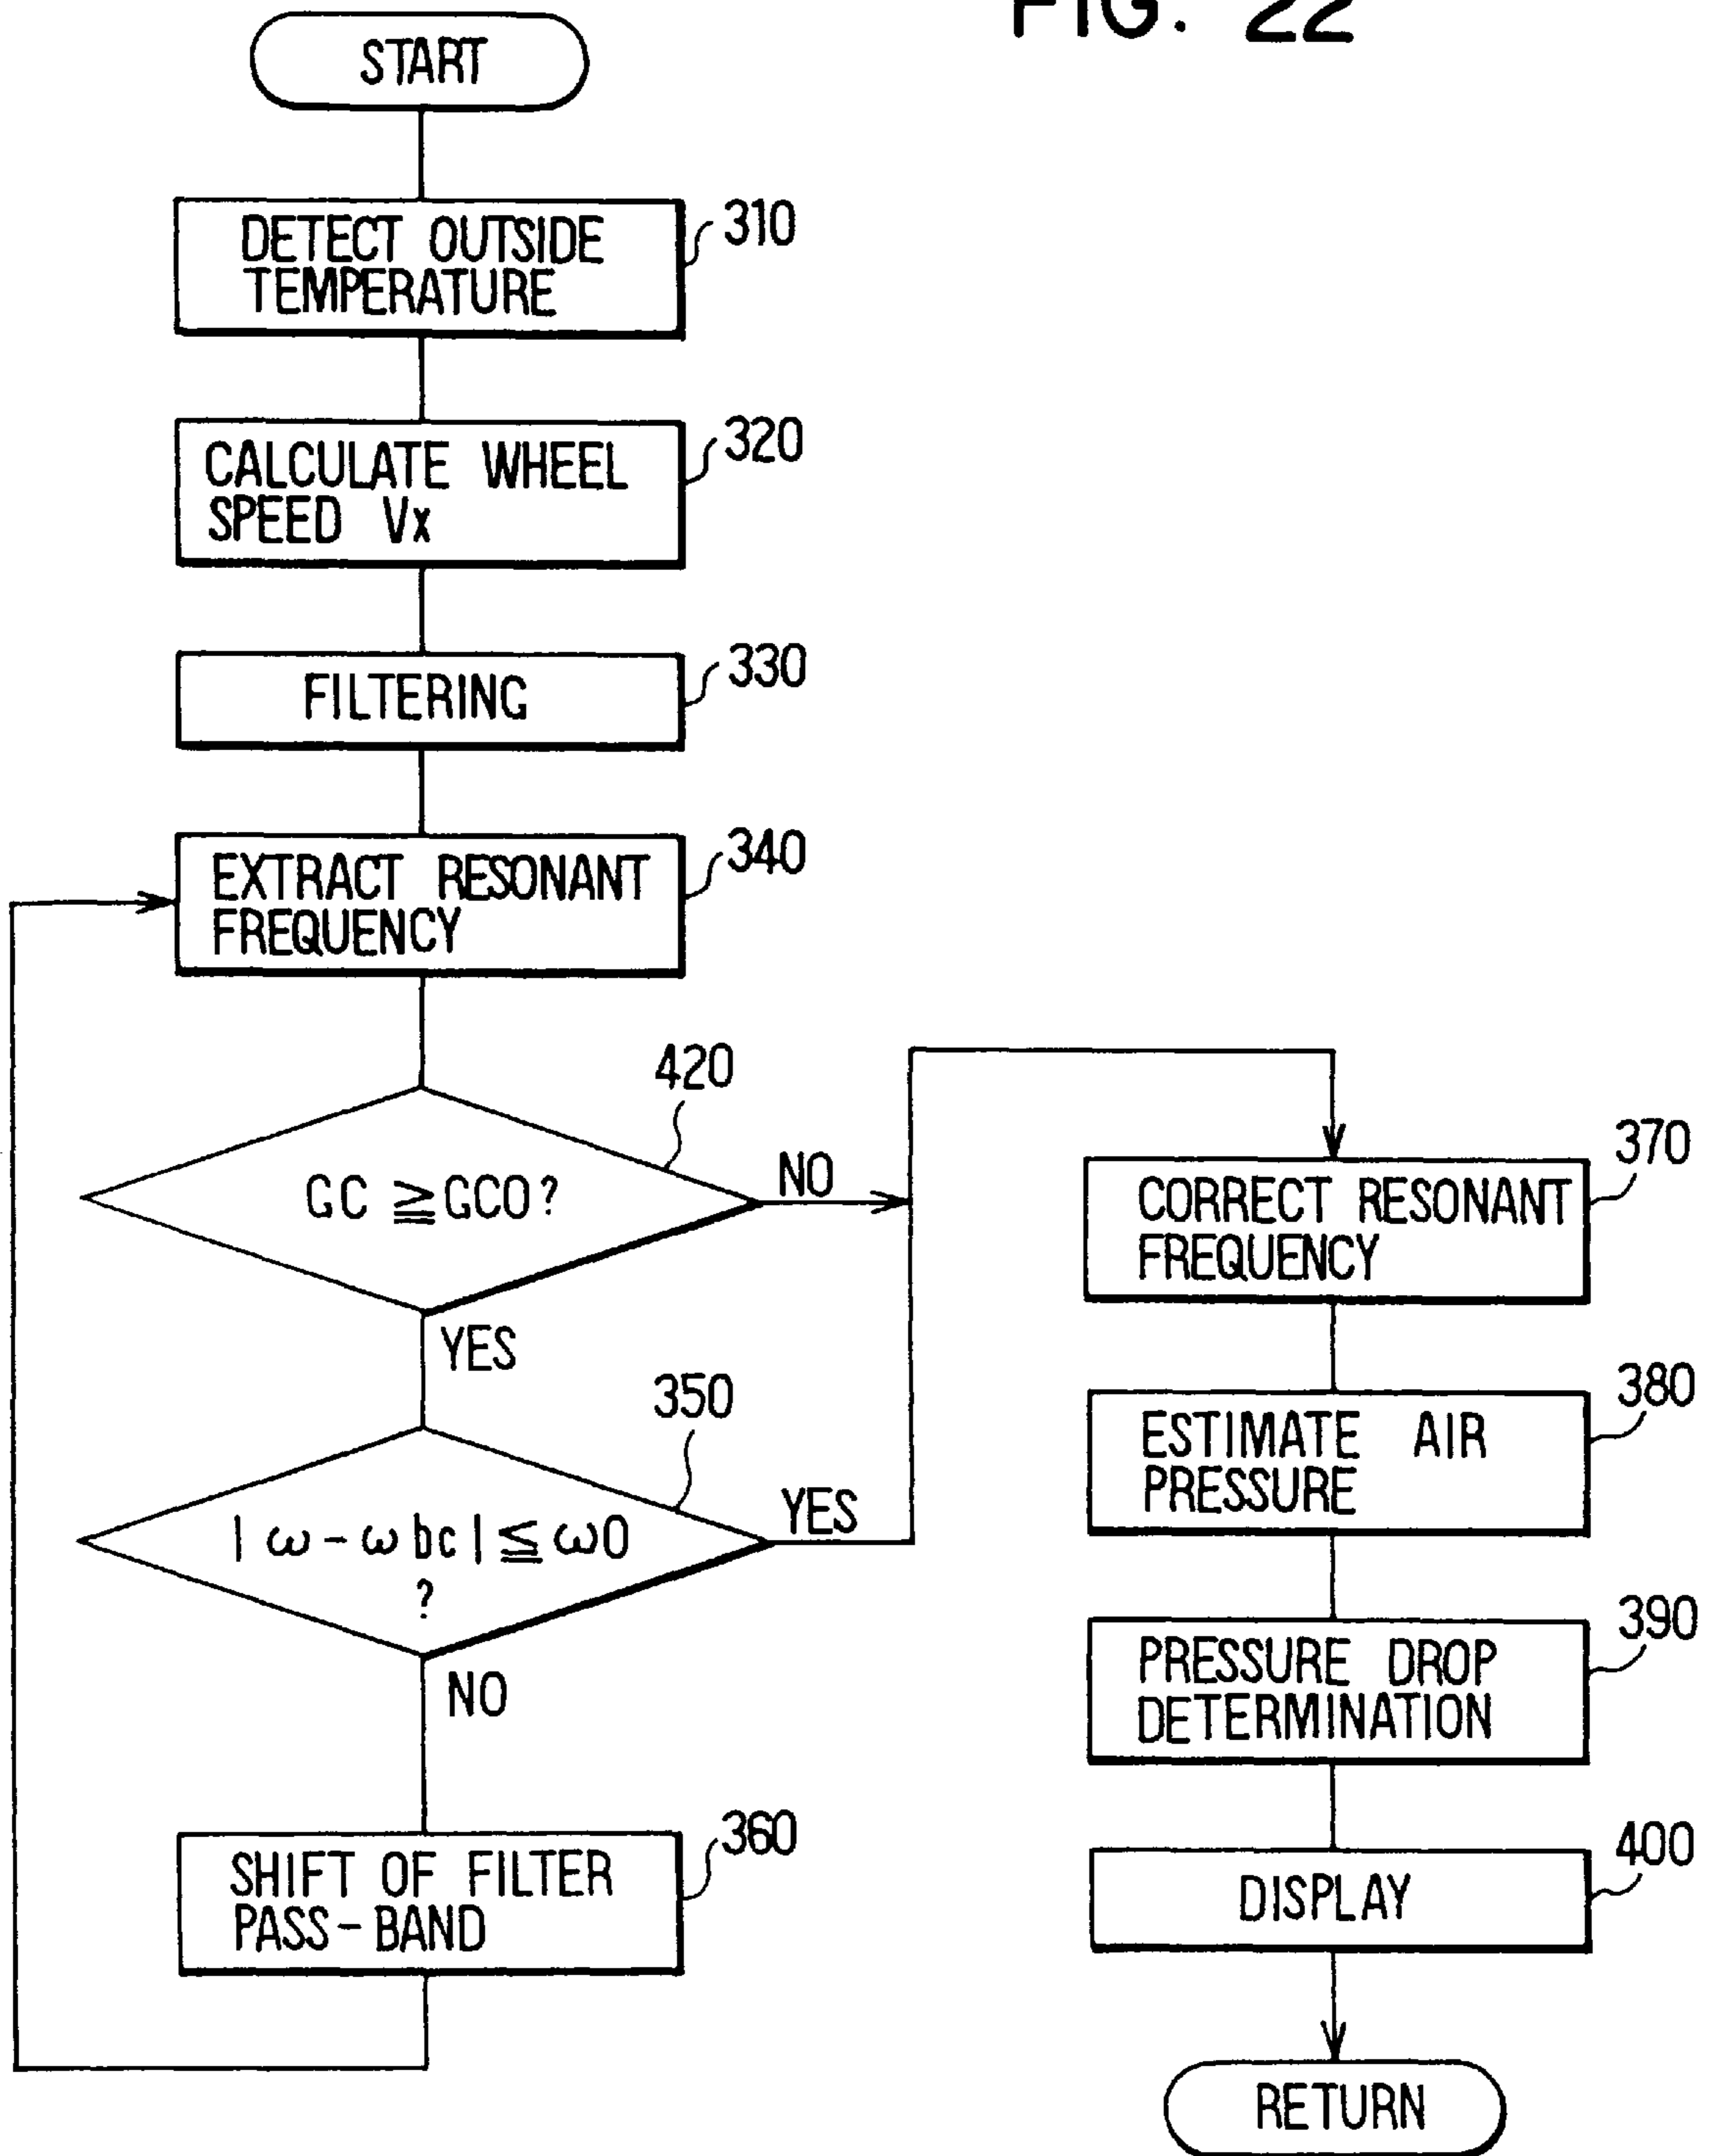 FIG. 22
START
DETECT OUTSIDE
TEMPERATURE
310
CALCULATE WHEEL
SPEED Vx
320
FILTERING
330
EXTRACT RESONANT
FREQUENCY
340
420
GC ≧ GCO?
NO
YES
350
| ω - ω bc | ≦ ω0
?
YES
NO
SHIFT OF FILTER
PASS-BAND
360
CORRECT RESONANT
FREQUENCY
370
ESTIMATE AIR
PRESSURE
380
PRESSURE DROP
DETERMINATION
390
DISPLAY
400
RETURN